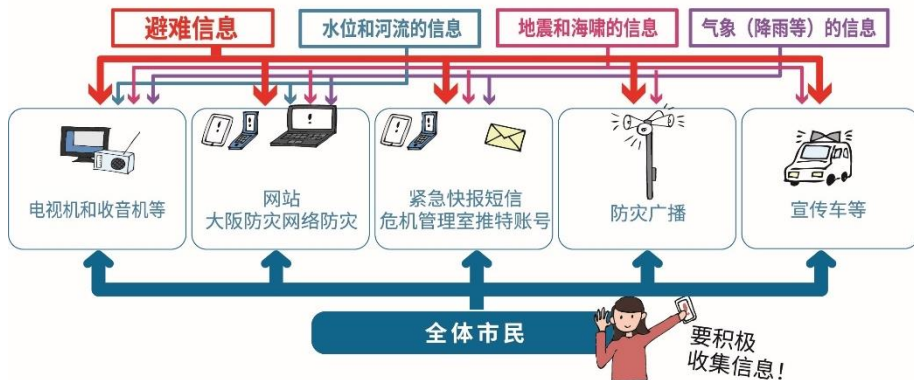 避难信息
水位和河流的信息
地震和海啸的信息
气象（降雨等）的信息
电视机和收音机等
网站
大阪防灾网络防灾
紧急快报短信
危机管理室推特账号
防灾广播
宣传车等
全体市民
要积极
收集信息！